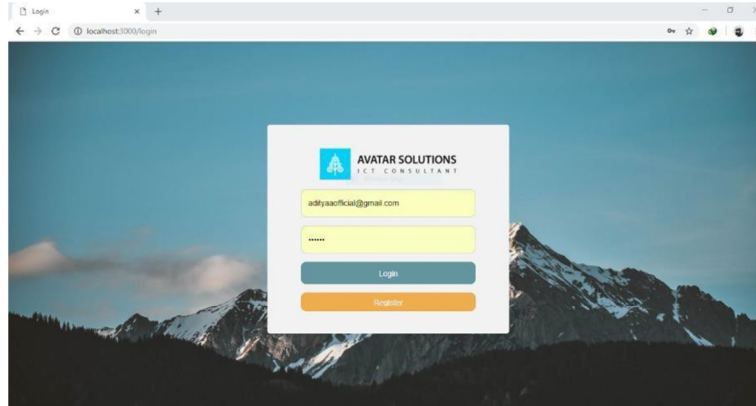 Login
localhost:3000/login
AVATAR SOLUTIONS
ICT CONSULTANT
adityaaofficial@gmail.com
••••••
Login
Register